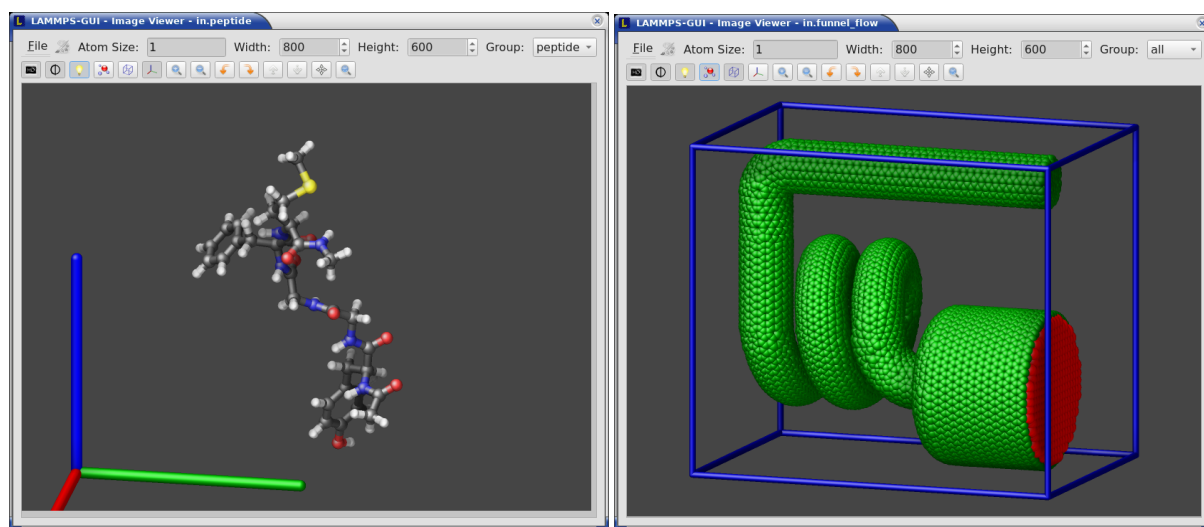 LAMMPS-GUI - Image Viewer - in.peptide
File Atom Size: 1 Width: 800 Height: 600 Group: peptide
LAMMPS-GUI - Image Viewer - in.funnel_flow
File Atom Size: 1 Width: 800 Height: 600 Group: all